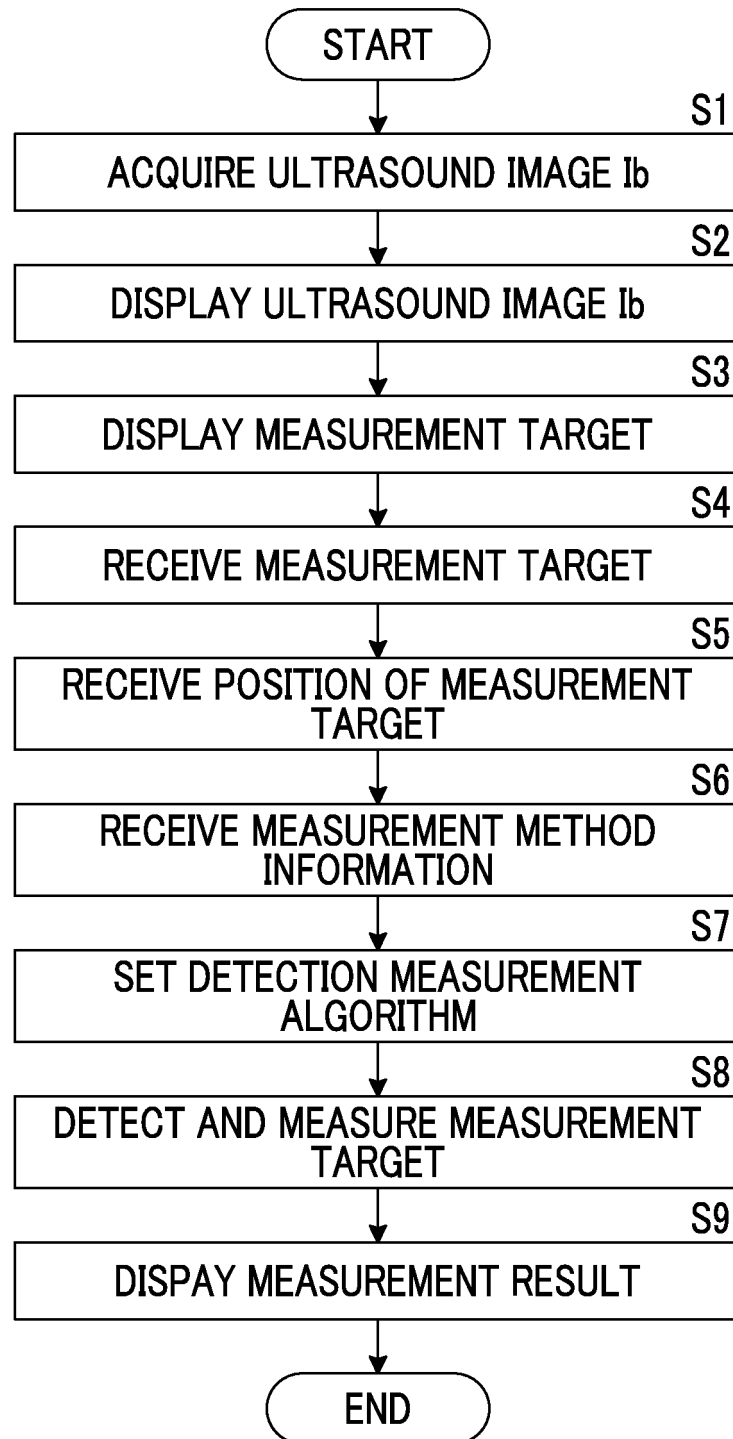 START
S1
ACQUIRE ULTRASOUND IMAGE Ib
S2
DISPLAY ULTRASOUND IMAGE Ib
S3
DISPLAY MEASUREMENT TARGET
S4
RECEIVE MEASUREMENT TARGET
S5
RECEIVE POSITION OF MEASUREMENT
TARGET
S6
RECEIVE MEASUREMENT METHOD
INFORMATION
S7
SET DETECTION MEASUREMENT
ALGORITHM
S8
DETECT AND MEASURE MEASUREMENT
TARGET
S9
DISPAY MEASUREMENT RESULT
END